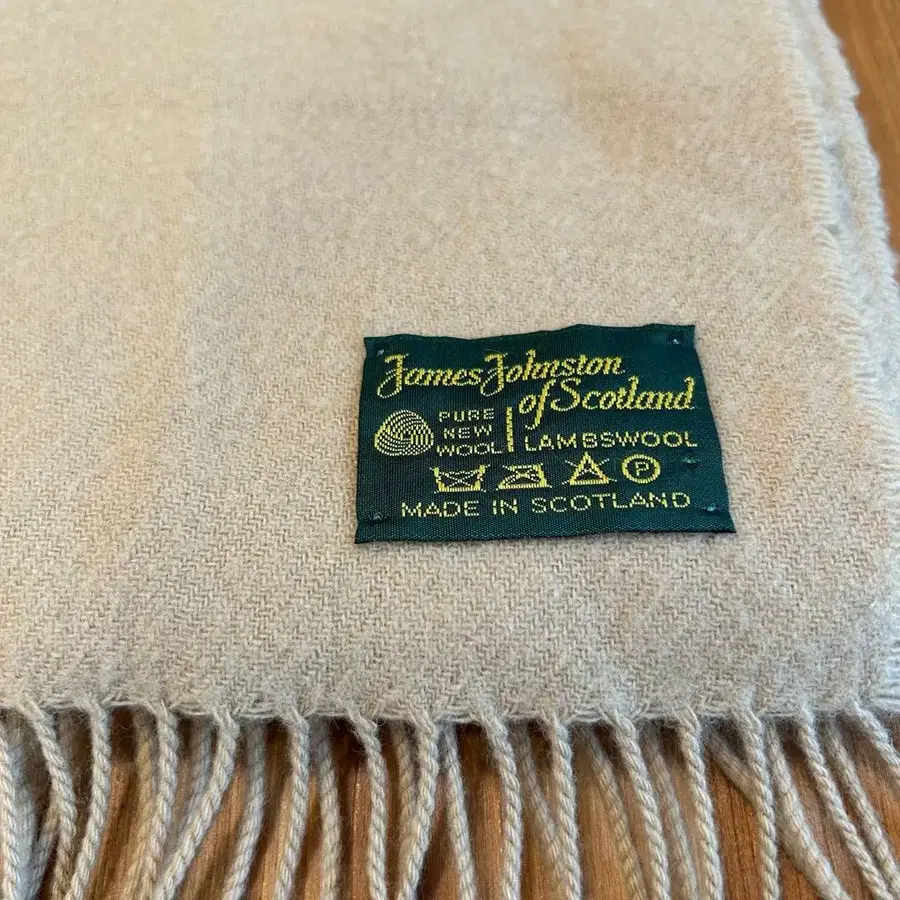 James Johnston
of Scotland
PURE
NEW
WOOL
LAMBSWOOL
P
MADE IN SCOTLAND